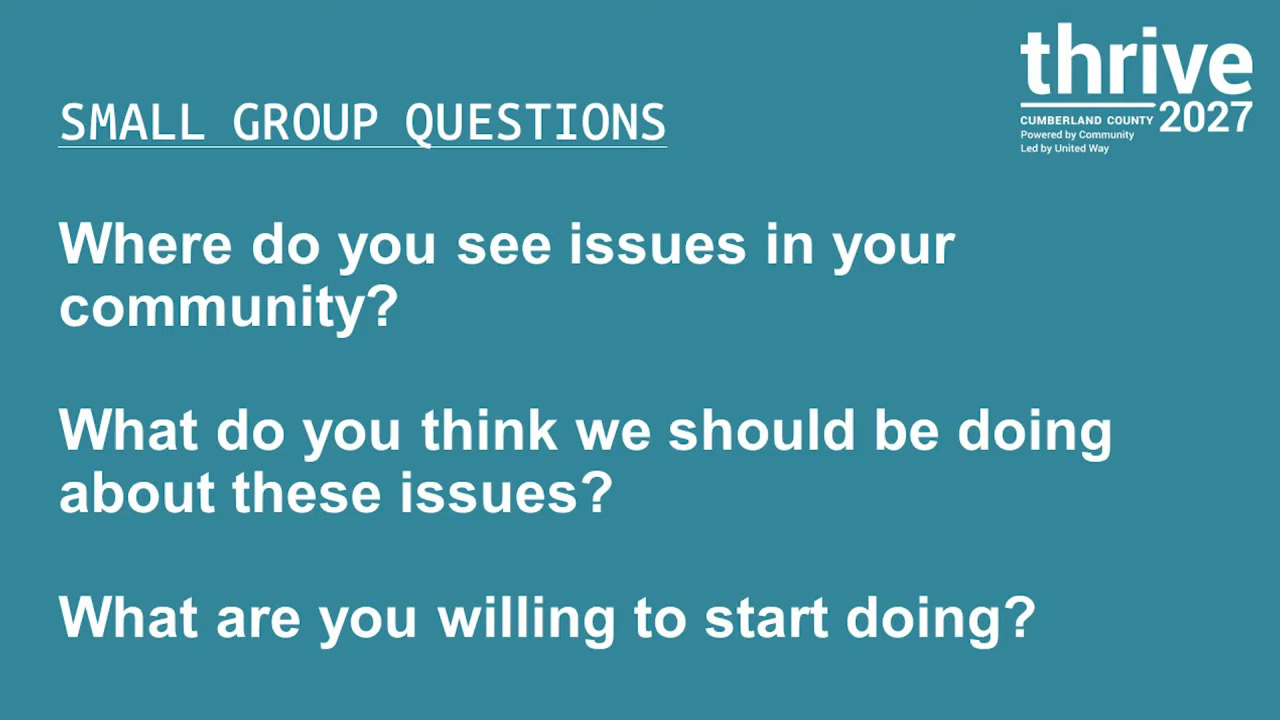 thrive
2027
CUMBERLAND COUNTY
Powered by Community
Led by United Way
SMALL GROUP QUESTIONS
Where do you see issues in your
community?
What do you think we should be doing
about these issues?
What are you willing to start doing?